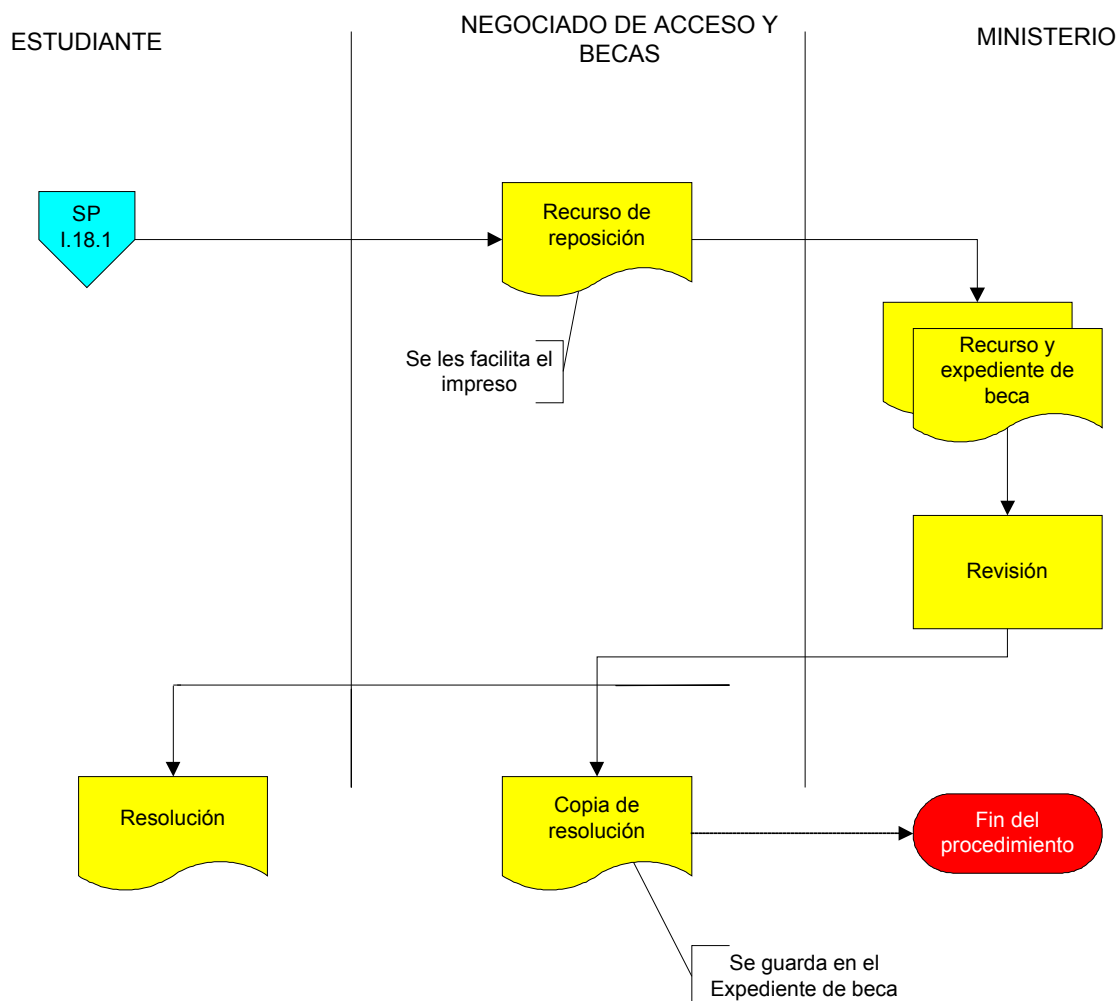 ESTUDIANTE
NEGOCIADO DE ACCESO Y
BECAS
MINISTERIO
SP
I.18.1
Recurso de
reposición
Se les facilita el
impreso
Recurso y
expediente de
beca
Revisión
Resolución
Copia de
resolución
Fin del
procedimiento
Se guarda en el
Expediente de beca